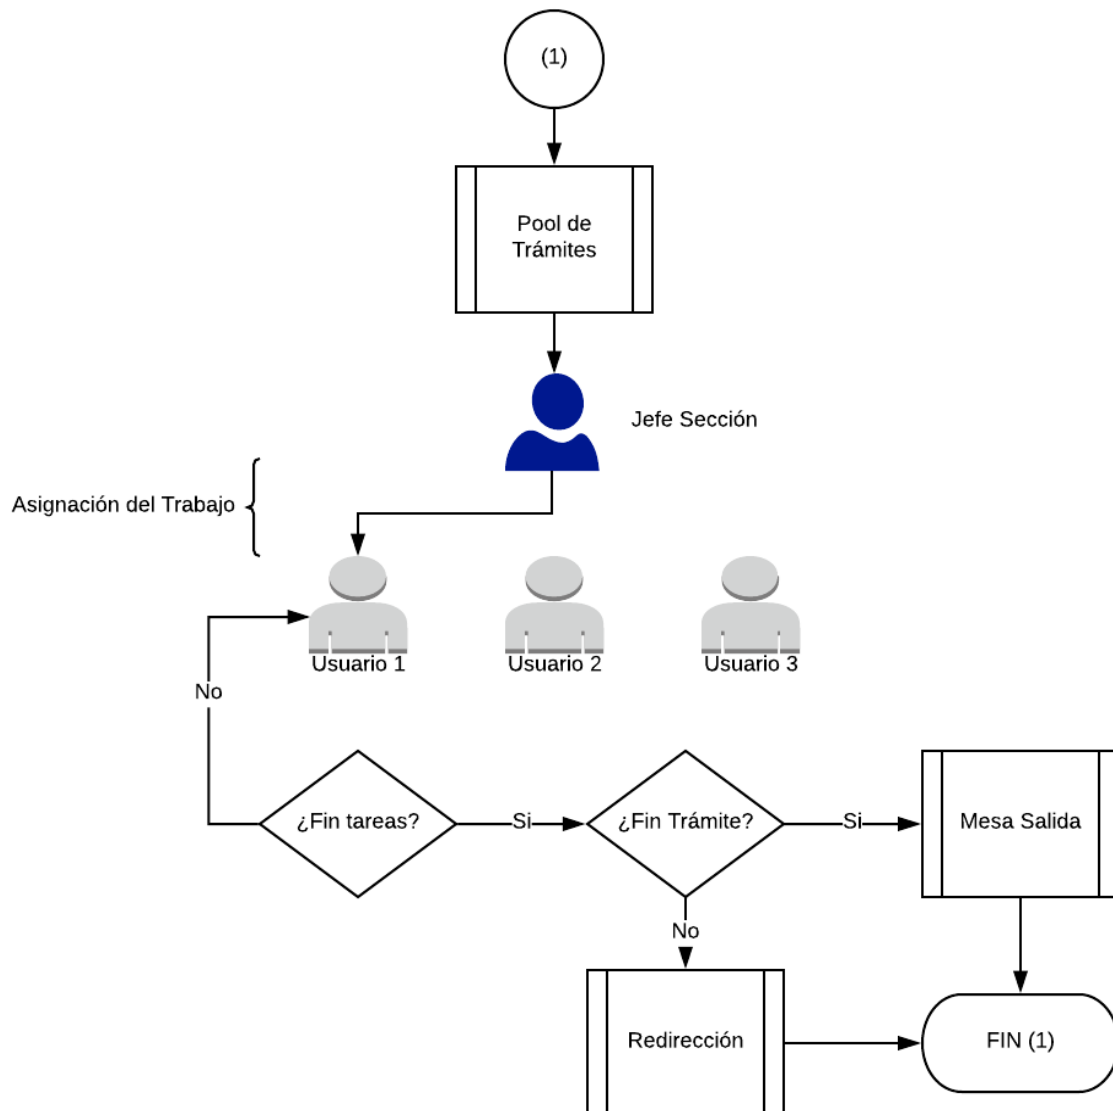 (1)
Pool de
Trámites
Jefe Sección
Asignación del Trabajo
Usuario 1
Usuario 2
Usuario 3
No
¿Fin tareas?
Si
¿Fin Trámite?
Si
Mesa Salida
No
Redirección
FIN (1)